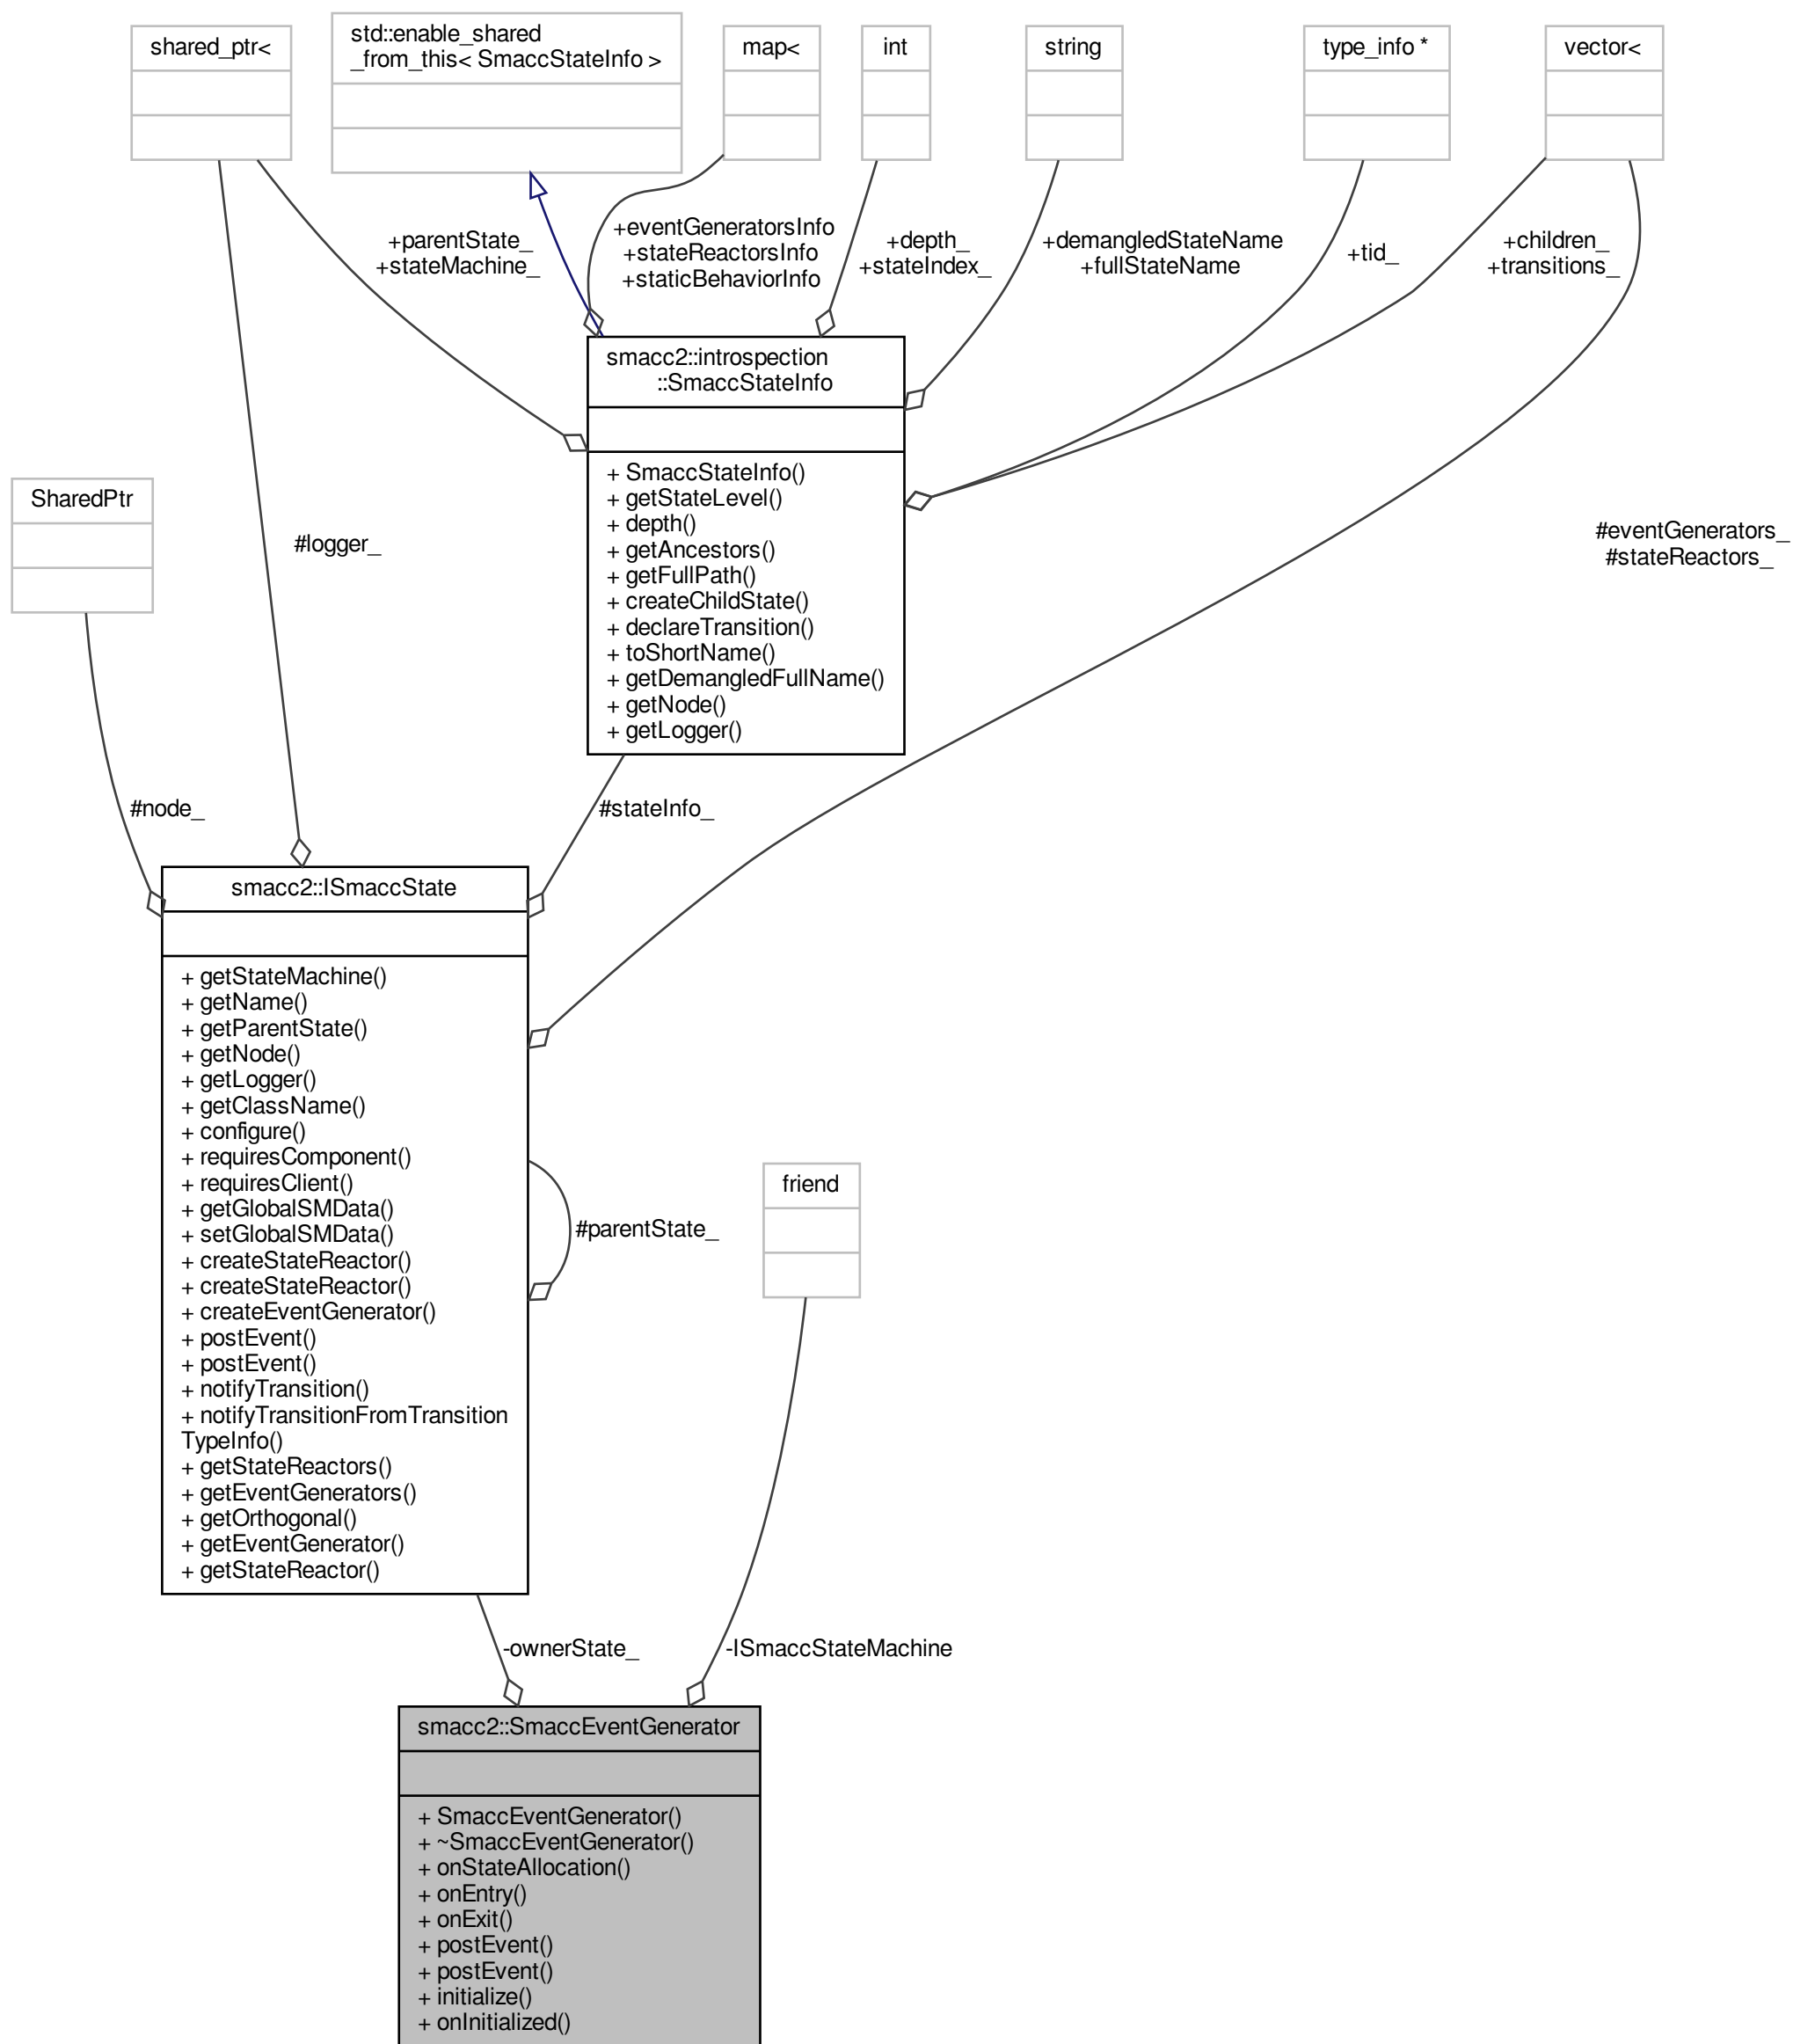 shared_ptr<
std::enable_shared
_from_this< SmaccStateInfo >
map<
int
string
type_info *
vector<
+parentState_
+stateMachine_
+eventGeneratorsInfo
+stateReactorsInfo
+staticBehaviorInfo
+depth_
+stateIndex_
+demangledStateName
+fullStateName
+tid_
+children_
+transitions_
smacc2::introspection
::SmaccStateInfo
+ SmaccStateInfo()
+ getStateLevel()
+ depth()
+ getAncestors()
+ getFullPath()
+ createChildState()
+ declareTransition()
+ toShortName()
+ getDemangledFullName()
+ getNode()
+ getLogger()
SharedPtr
#logger_
#eventGenerators_
#stateReactors_
#node_
#stateInfo_
smacc2::ISmaccState
+ getStateMachine()
+ getName()
+ getParentState()
+ getNode()
+ getLogger()
+ getClassName()
+ configure()
+ requiresComponent()
+ requiresClient()
+ getGlobalSMData()
+ setGlobalSMData()
+ createStateReactor()
+ createStateReactor()
+ createEventGenerator()
+ postEvent()
+ postEvent()
+ notifyTransition()
+ notifyTransitionFromTransition
TypeInfo()
+ getStateReactors()
+ getEventGenerators()
+ getOrthogonal()
+ getEventGenerator()
+ getStateReactor()
#parentState_
friend
-ownerState_
-ISmaccStateMachine
smacc2::SmaccEventGenerator
+ SmaccEventGenerator()
+ ~SmaccEventGenerator()
+ onStateAllocation()
+ onEntry()
+ onExit()
+ postEvent()
+ postEvent()
+ initialize()
+ onInitialized()